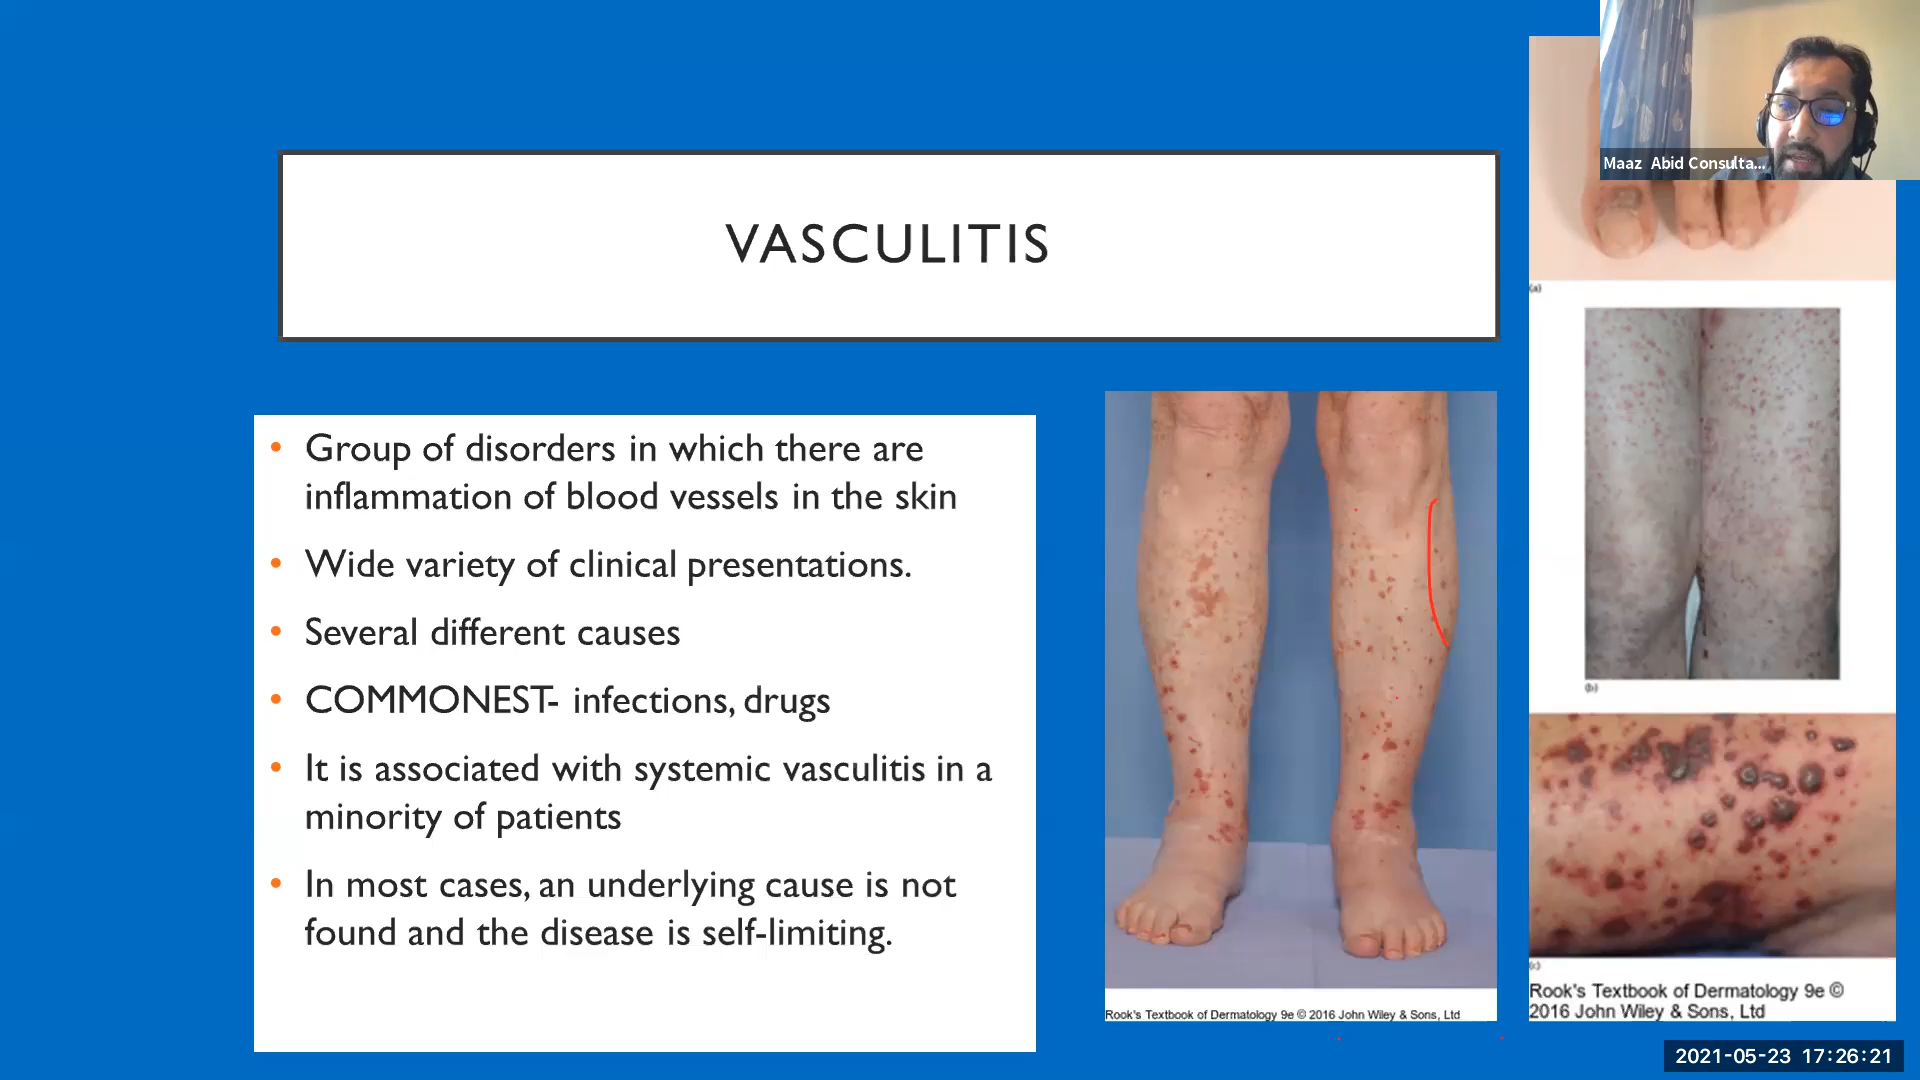 Maaz Abid Consulta...
VASCULITIS
• Group of disorders in which there are
inflammation of blood vessels in the skin
• Wide variety of clinical presentations.
• Several different causes
• COMMONEST- infections, drugs
• It is associated with systemic vasculitis in a
minority of patients
• In most cases, an underlying cause is not
found and the disease is self-limiting.
Rook's Textbook of Dermatology 9e © 2016 John Wiley & Sons, Ltd
(a)
(b)
(c)
Rook's Textbook of Dermatology 9e ©
2016 John Wiley & Sons, Ltd
2021-05-23 17:26:21